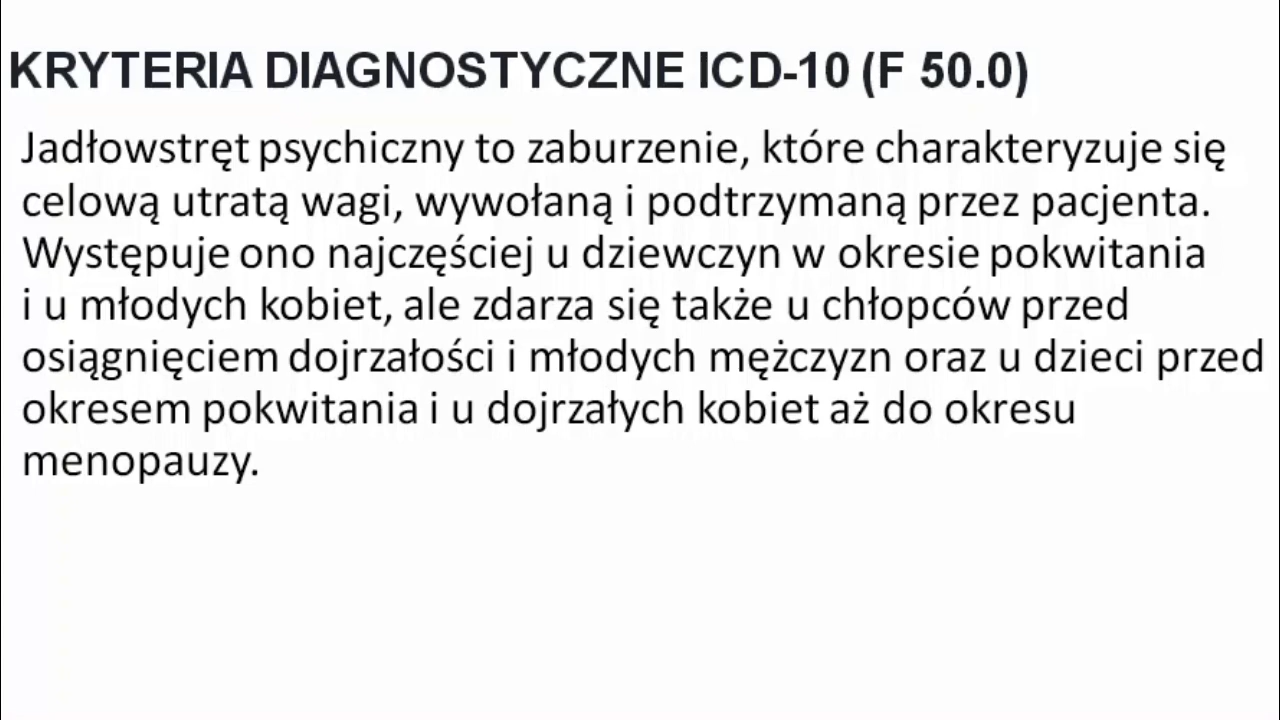 KRYTERIA DIAGNOSTYCZNE ICD-10 (F 50.0)
Jadłowstręt psychiczny to zaburzenie, które charakteryzuje się
celową utratą wagi, wywołaną i podtrzymaną przez pacjenta.
Występuje ono najczęściej u dziewczyn w okresie pokwitania
i u młodych kobiet, ale zdarza się także u chłopców przed
osiągnięciem dojrzałości i młodych mężczyzn oraz u dzieci przed
okresem pokwitania i u dojrzałych kobiet aż do okresu
menopauzy.